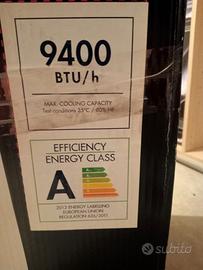 9400
BTU/h
MAX. COOLING CAPACITY
Test conditions 35°C / 80% HR
EFFICIENCY
ENERGY CLASS
A
2013 ENERGY LABELLING
EUROPEAN UNION
REGULATION 626/2011
subito